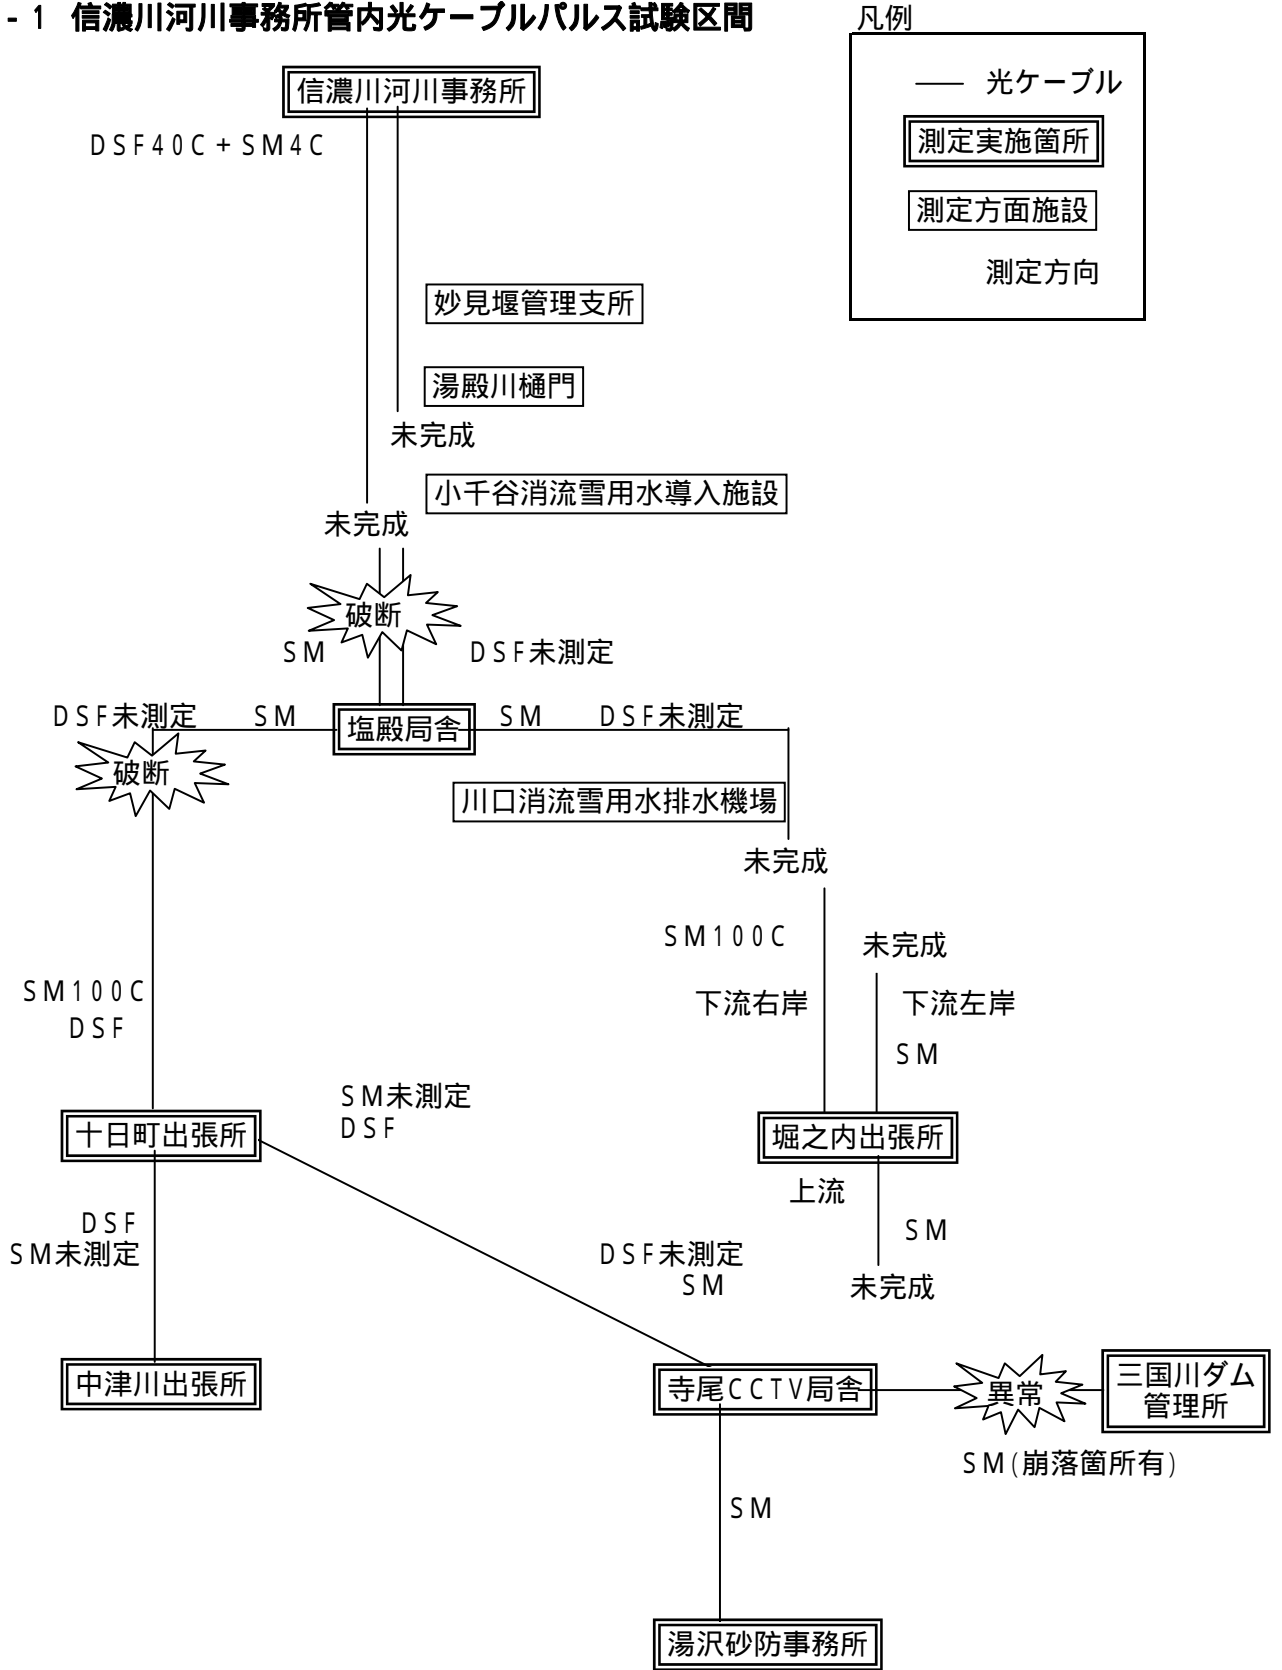 -1 信濃川河川事務所管内光ケーブルパルス試験区間
凡例
光ケーブル
測定実施箇所
測定方面施設
測定方向
信濃川河川事務所
DSF40C+SM4C
妙見堰管理支所
湯殿川樋門
未完成
小千谷消流雪用水導入施設
未完成
破断
SM
DSF未測定
DSF未測定
SM
塩殿局舎
SM
DSF未測定
破断
川口消流雪用水排水機場
未完成
SM100C
未完成
SM100C
DSF
下流右岸
下流左岸
SM
SM未測定
DSF
十日町出張所
堀之内出張所
上流
DSF
SM未測定
SM
DSF未測定
SM
未完成
中津川出張所
寺尾CCTV局舎
異常
三国川ダム
管理所
SM(崩落箇所有)
SM
湯沢砂防事務所